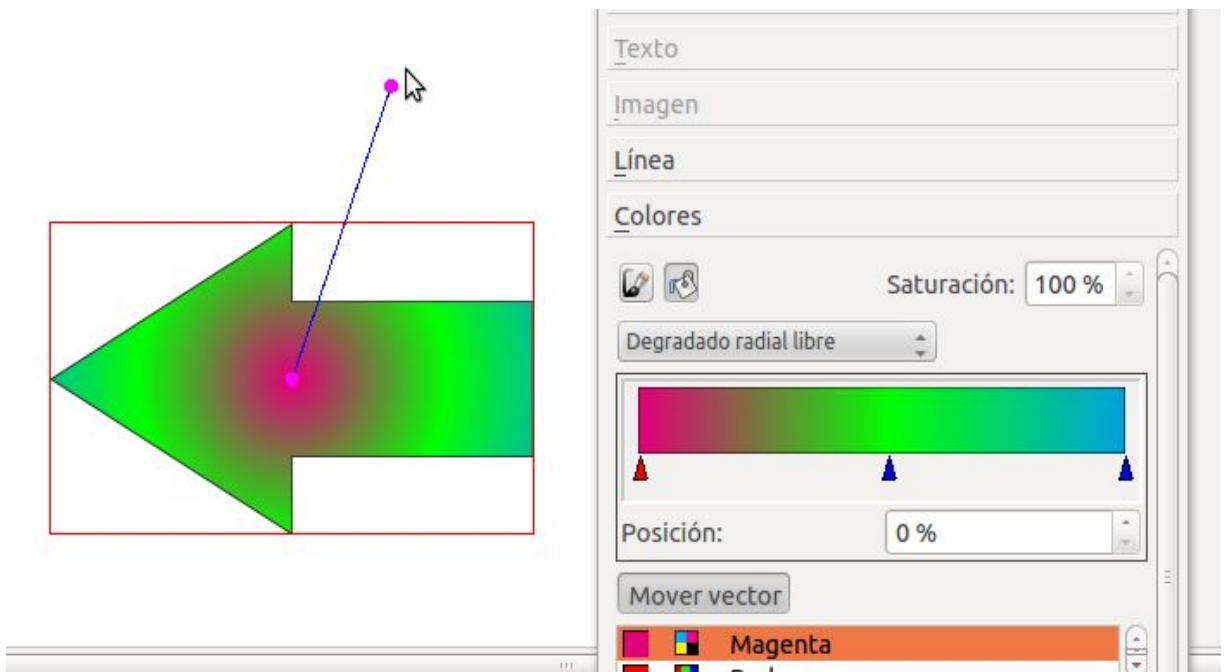 Texto
Imagen
Línea
Colores
Saturación: 100 %
Degradado radial libre
Posición: 0 %
Mover vector
Magenta